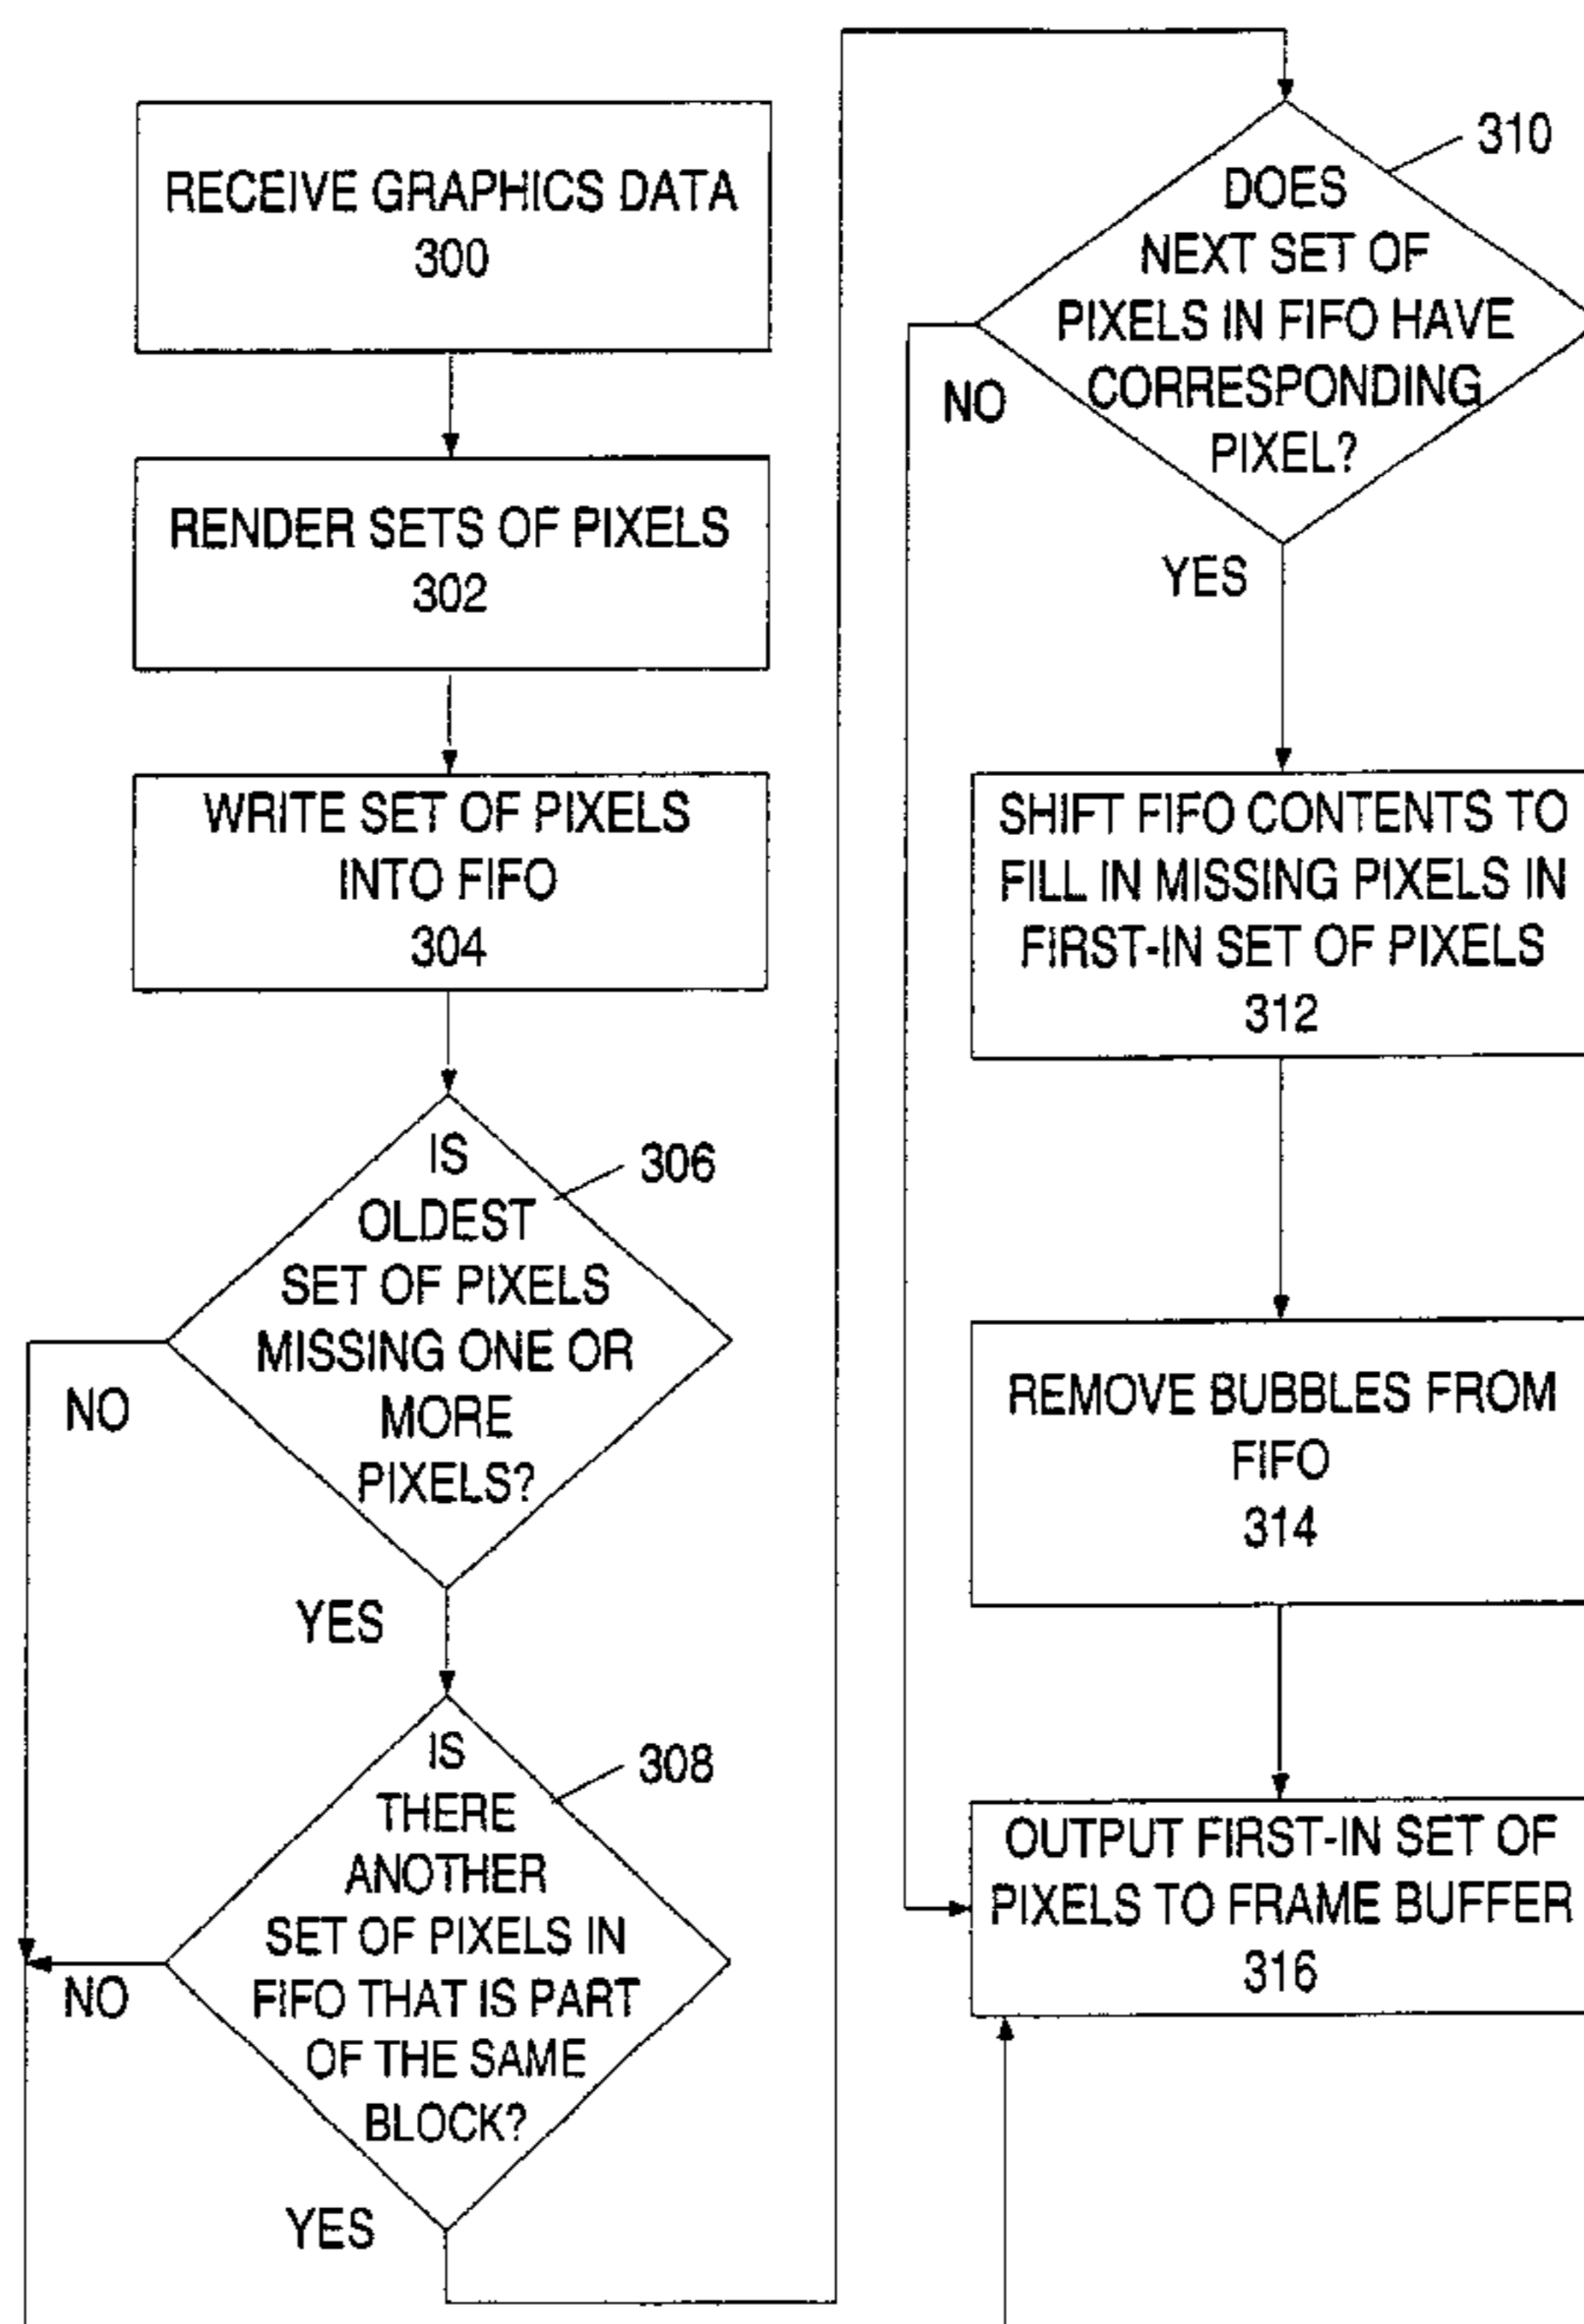 RECEIVE GRAPHICS DATA
300
RENDER SETS OF PIXELS
302
WRITE SET OF PIXELS
INTO FIFO
304
IS
OLDEST
SET OF PIXELS
MISSING ONE OR
MORE
PIXELS?
306
NO
YES
IS
THERE
ANOTHER
SET OF PIXELS IN
FIFO THAT IS PART
OF THE SAME
BLOCK?
308
NO
YES
DOES
NEXT SET OF
PIXELS IN FIFO HAVE
CORRESPONDING
PIXEL?
310
NO
YES
SHIFT FIFO CONTENTS TO
FILL IN MISSING PIXELS IN
FIRST-IN SET OF PIXELS
312
REMOVE BUBBLES FROM
FIFO
314
OUTPUT FIRST-IN SET OF
PIXELS TO FRAME BUFFER
316